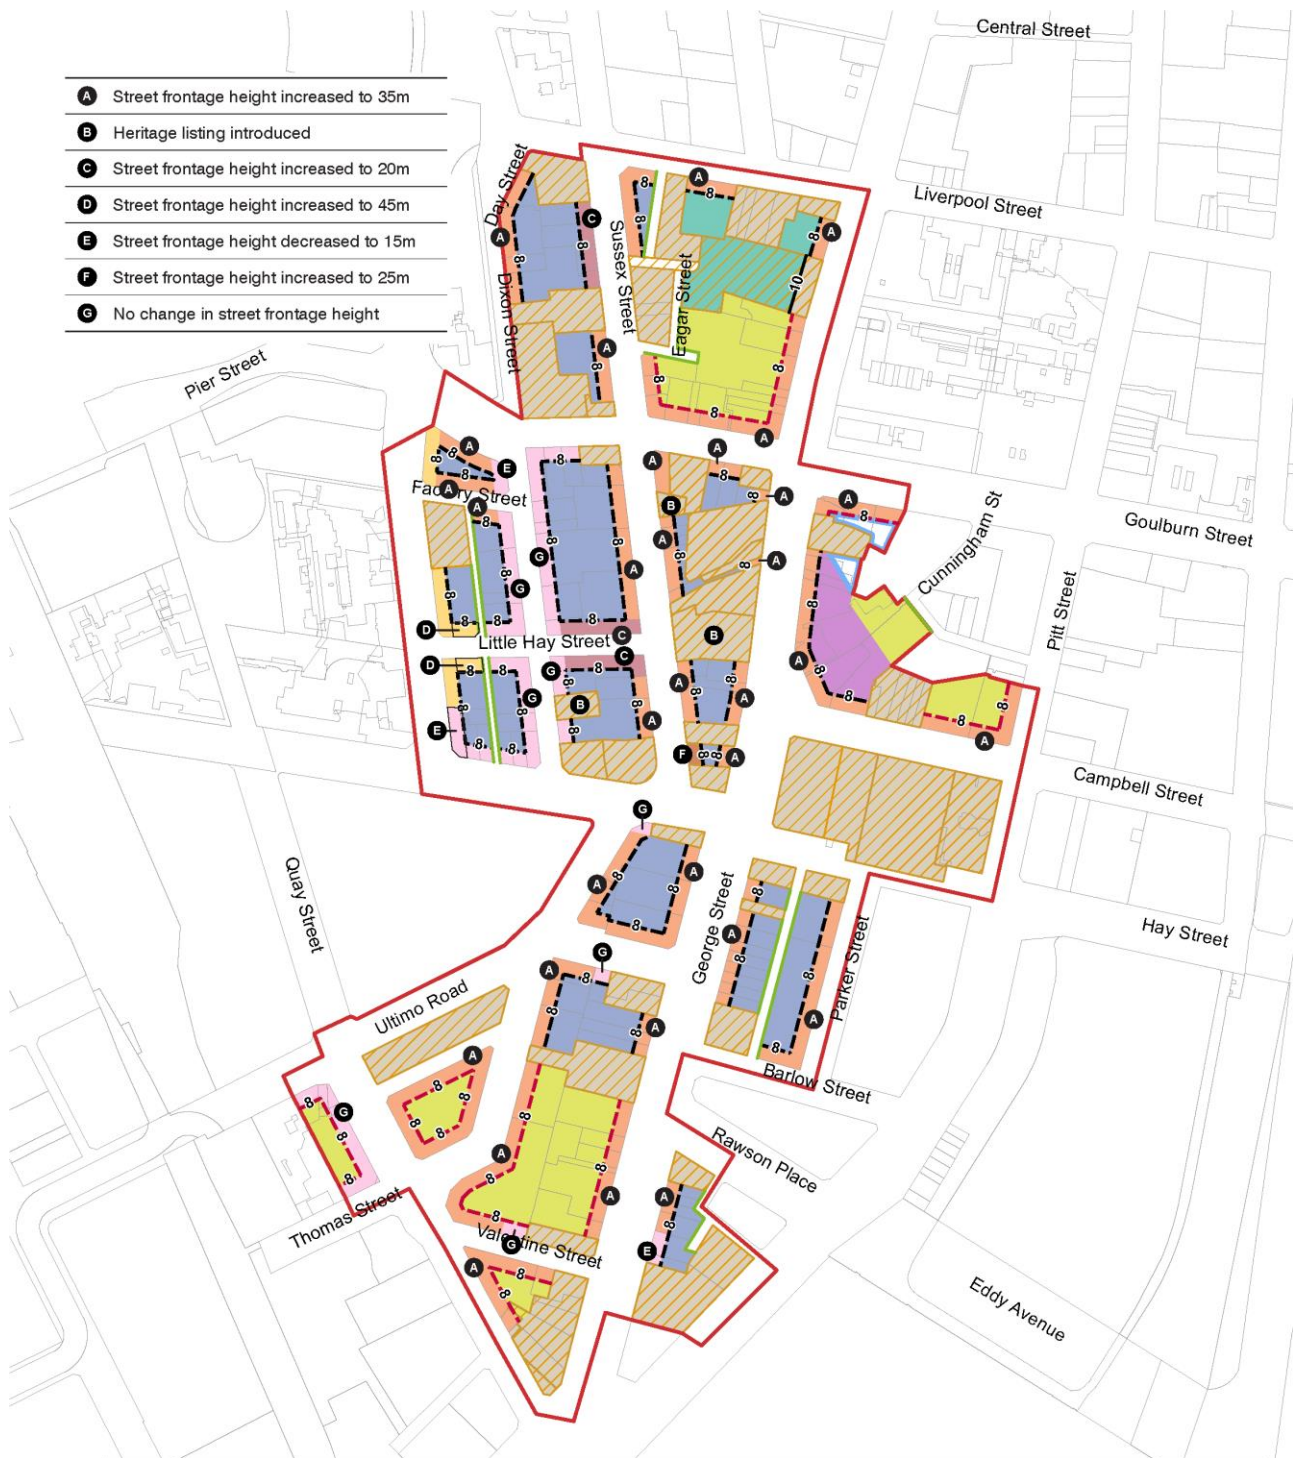 Central Street
A Street frontage height increased to 35m
B Heritage listing introduced
C Street frontage height increased to 20m
D Street frontage height increased to 45m
E Street frontage height decreased to 15m
F Street frontage height increased to 25m
G No change in street frontage height
Day Street
Liverpool Street
Sussex Street
Dixon Street
Eagar Street
Pier Street
Factory Street
Goulburn Street
Cunningham St
Pitt Street
Little Hay Street
Campbell Street
Quay Street
George Street
Hay Street
Parker Street
Ultimo Road
Barlow Street
Rawson Place
Thomas Street
Valentine Street
Eddy Avenue